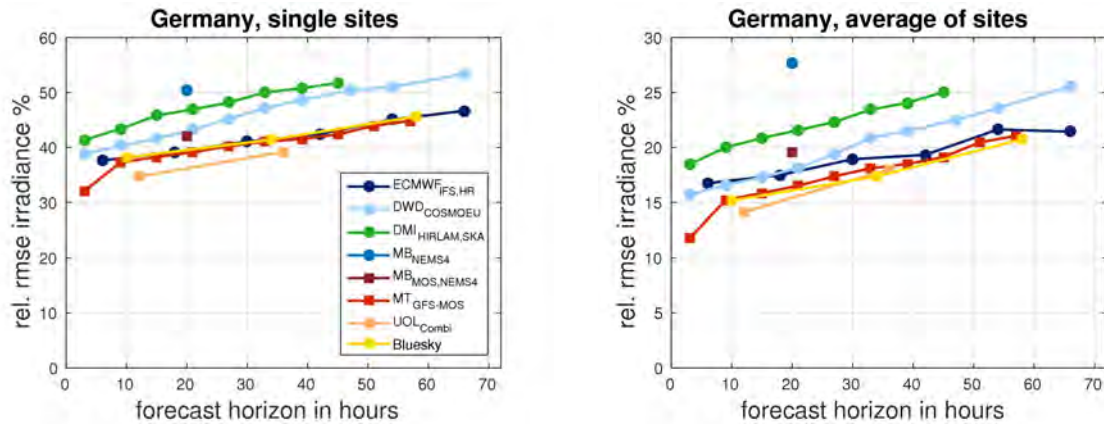 Germany, single sites
rel. rmse irradiance %
60
50
40
30
20
10
0
0 10 20 30 40 50 60 70
forecast horizon in hours
ECMWF_IFS,HR
DWD_COSMOEU
DMI_HIRLAM,SKA
MB_NEMS4
MB_MOS,NEMS4
MT_GFS-MOS
UOL_Combi
Bluesky
Germany, average of sites
rel. rmse irradiance %
30
25
20
15
10
5
0
0 10 20 30 40 50 60 70
forecast horizon in hours